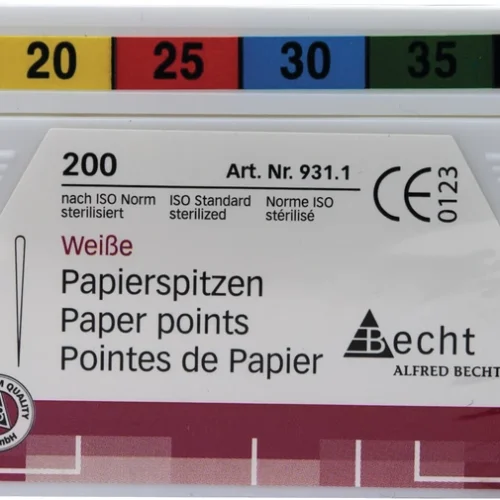 20 25 30 35
200 Art. Nr. 931.1
nach ISO Norm ISO Standard Norme ISO
sterilisiert sterilized stérilisé
0123
Weiße
Papierspitzen
Paper points
Pointes de Papier
Becht
ALFRED BECHT
QUALITY